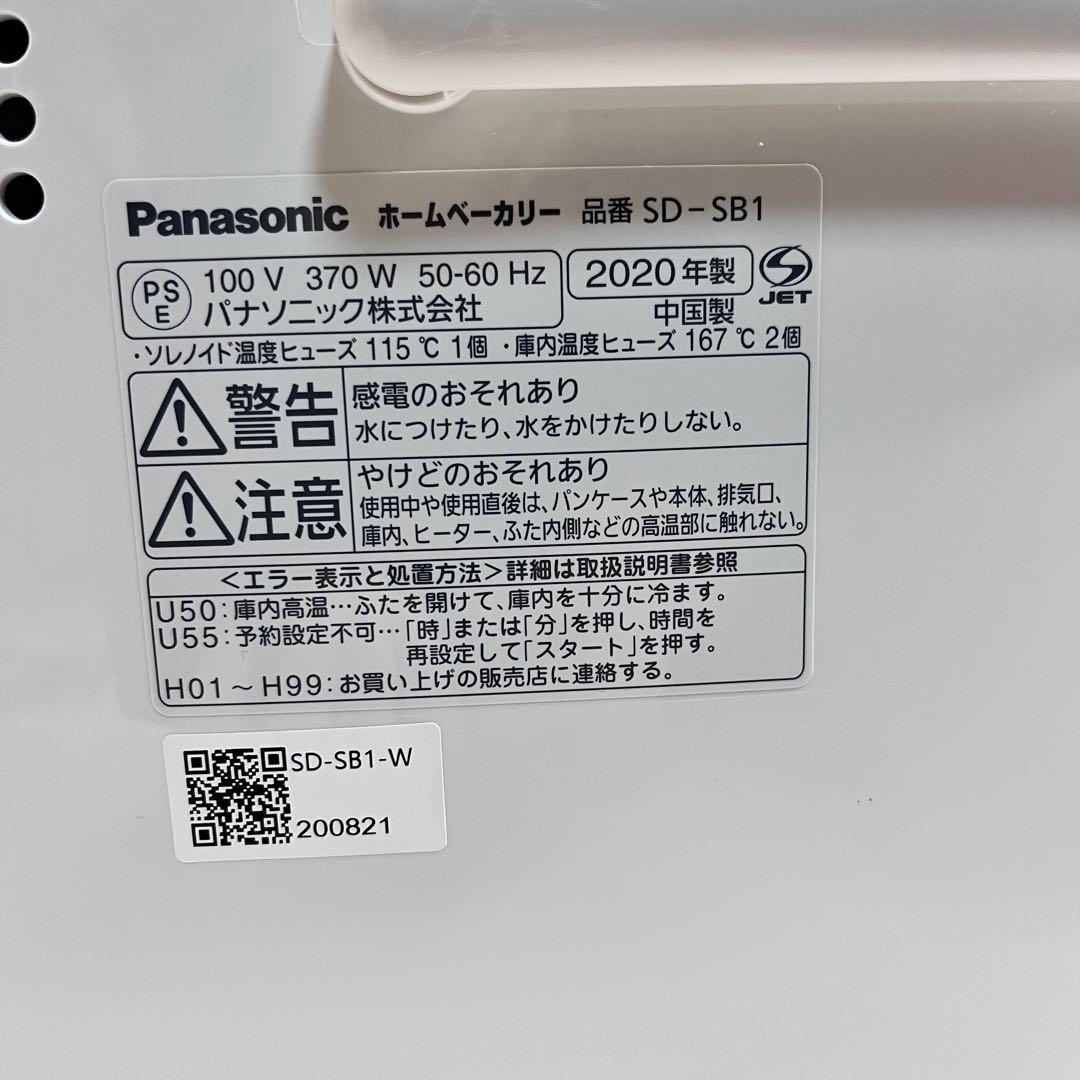 Panasonic ホームベーカリー 品番 SD-SB1
PSE 100 V 370 W 50-60 Hz 2020年製 JET
パナソニック株式会社 中国製
・ソレノイド温度ヒューズ 115℃ 1個 ・庫内温度ヒューズ 167℃ 2個
警告 感電のおそれあり
水につけたり、水をかけたりしない。
注意 やけどのおそれあり
使用中や使用直後は、パンケースや本体、排気口、
庫内、ヒーター、ふた内側などの高温部に触れない。
<エラー表示と処置方法>詳細は取扱説明書参照
U50:庫内高温…ふたを開けて、庫内を十分に冷ます。
U55:予約設定不可…「時」または「分」を押し、時間を
再設定して「スタート」を押す。
H01~H99:お買い上げの販売店に連絡する。
SD-SB1-W
200821